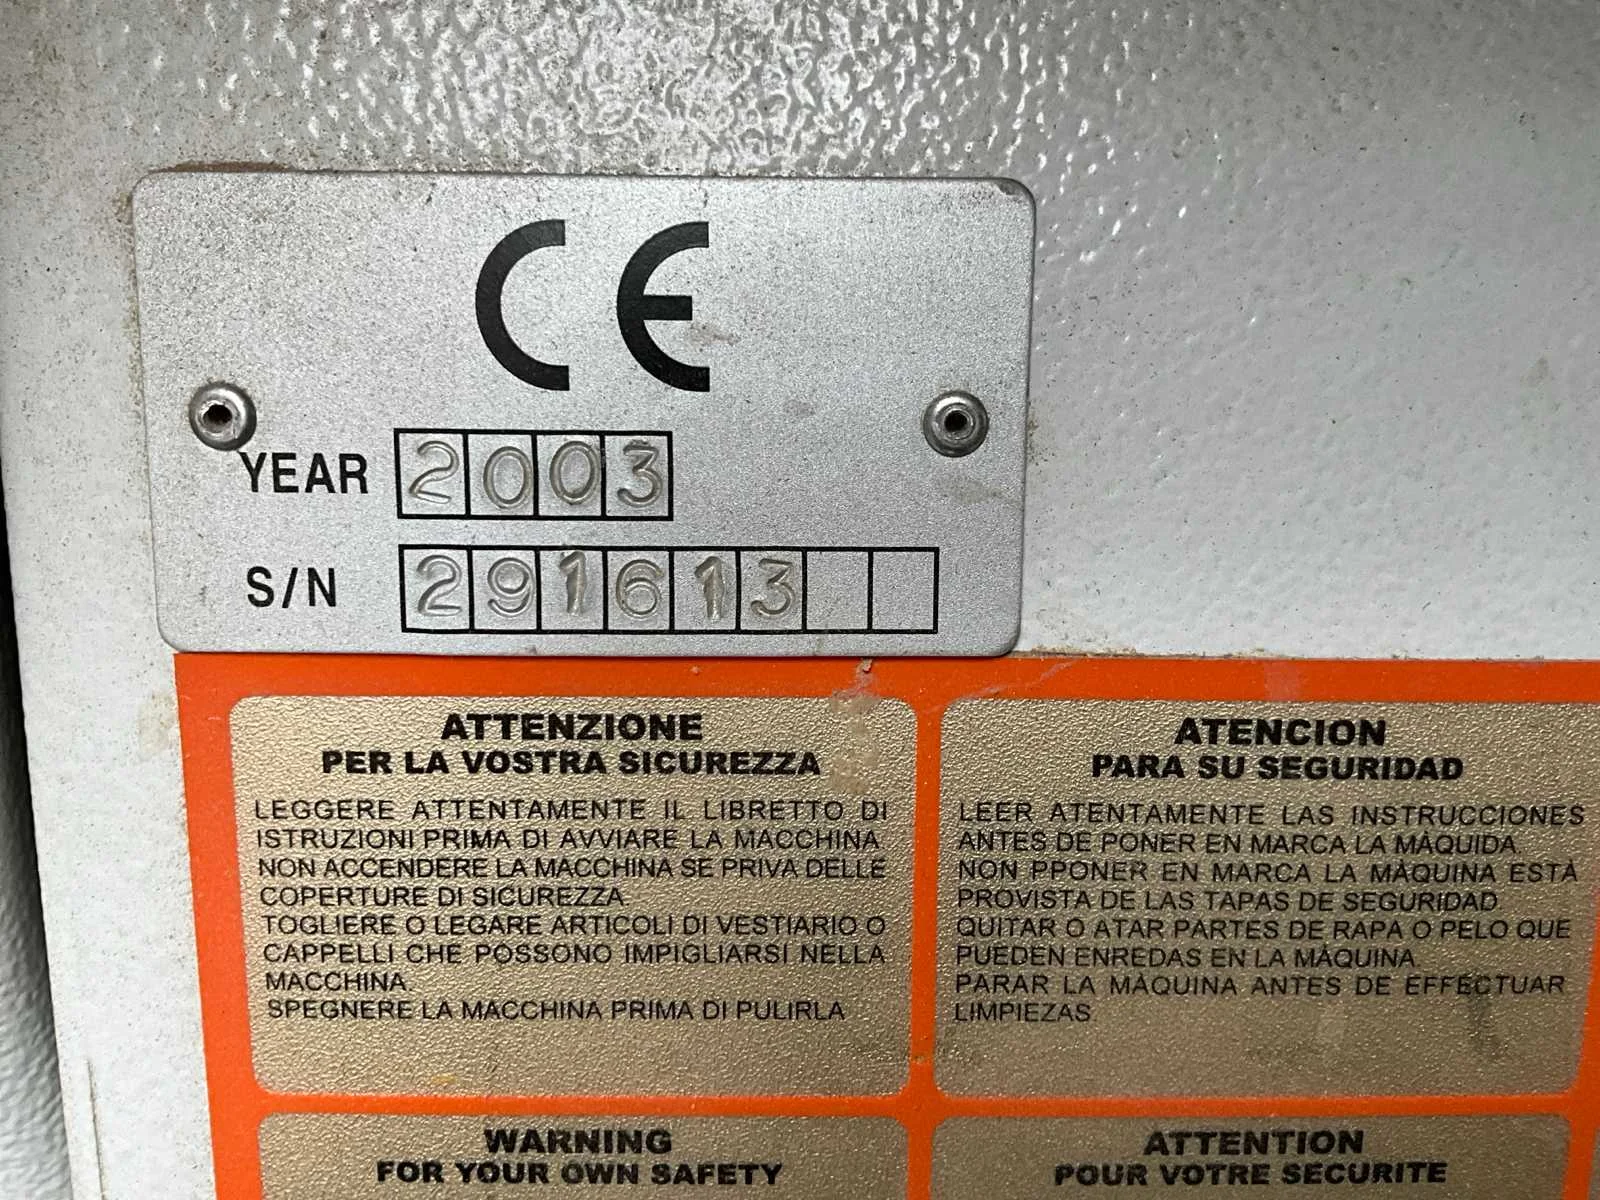 CE
YEAR 2003
S/N 291613
ATTENZIONE
PER LA VOSTRA SICUREZZA
LEGGERE ATTENTAMENTE IL LIBRETTO DI
ISTRUZIONI PRIMA DI AVVIARE LA MACCHINA.
NON ACCENDERE LA MACCHINA SE PRIVA DELLE
COPERTURE DI SICUREZZA.
TOGLIERE O LEGARE ARTICOLI DI VESTIARIO O
CAPPELLI CHE POSSONO IMPIGLIARSI NELLA
MACCHINA.
SPEGNERE LA MACCHINA PRIMA DI PULIRLA
ATENCION
PARA SU SEGURIDAD
LEER ATENTAMENTE LAS INSTRUCCIONES
ANTES DE PONER EN MARCA LA MÀQUIDA.
NON PPONER EN MARCA LA MÀQUINA ESTÀ
PROVISTA DE LAS TAPAS DE SEGURIDAD.
QUITAR O ATAR PARTES DE RAPA O PELO QUE
PUEDEN ENREDAS EN LA MÀQUINA.
PARAR LA MÀQUINA ANTES DE EFFECTUAR
LIMPIEZAS.
WARNING
FOR YOUR OWN SAFETY
ATTENTION
POUR VOTRE SECURITE